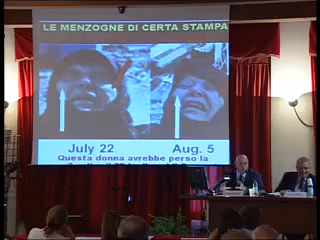 LE MENZOGNE DI CERTA STAMPA
July 22 Aug. 5
Questa donna avrebbe perso la